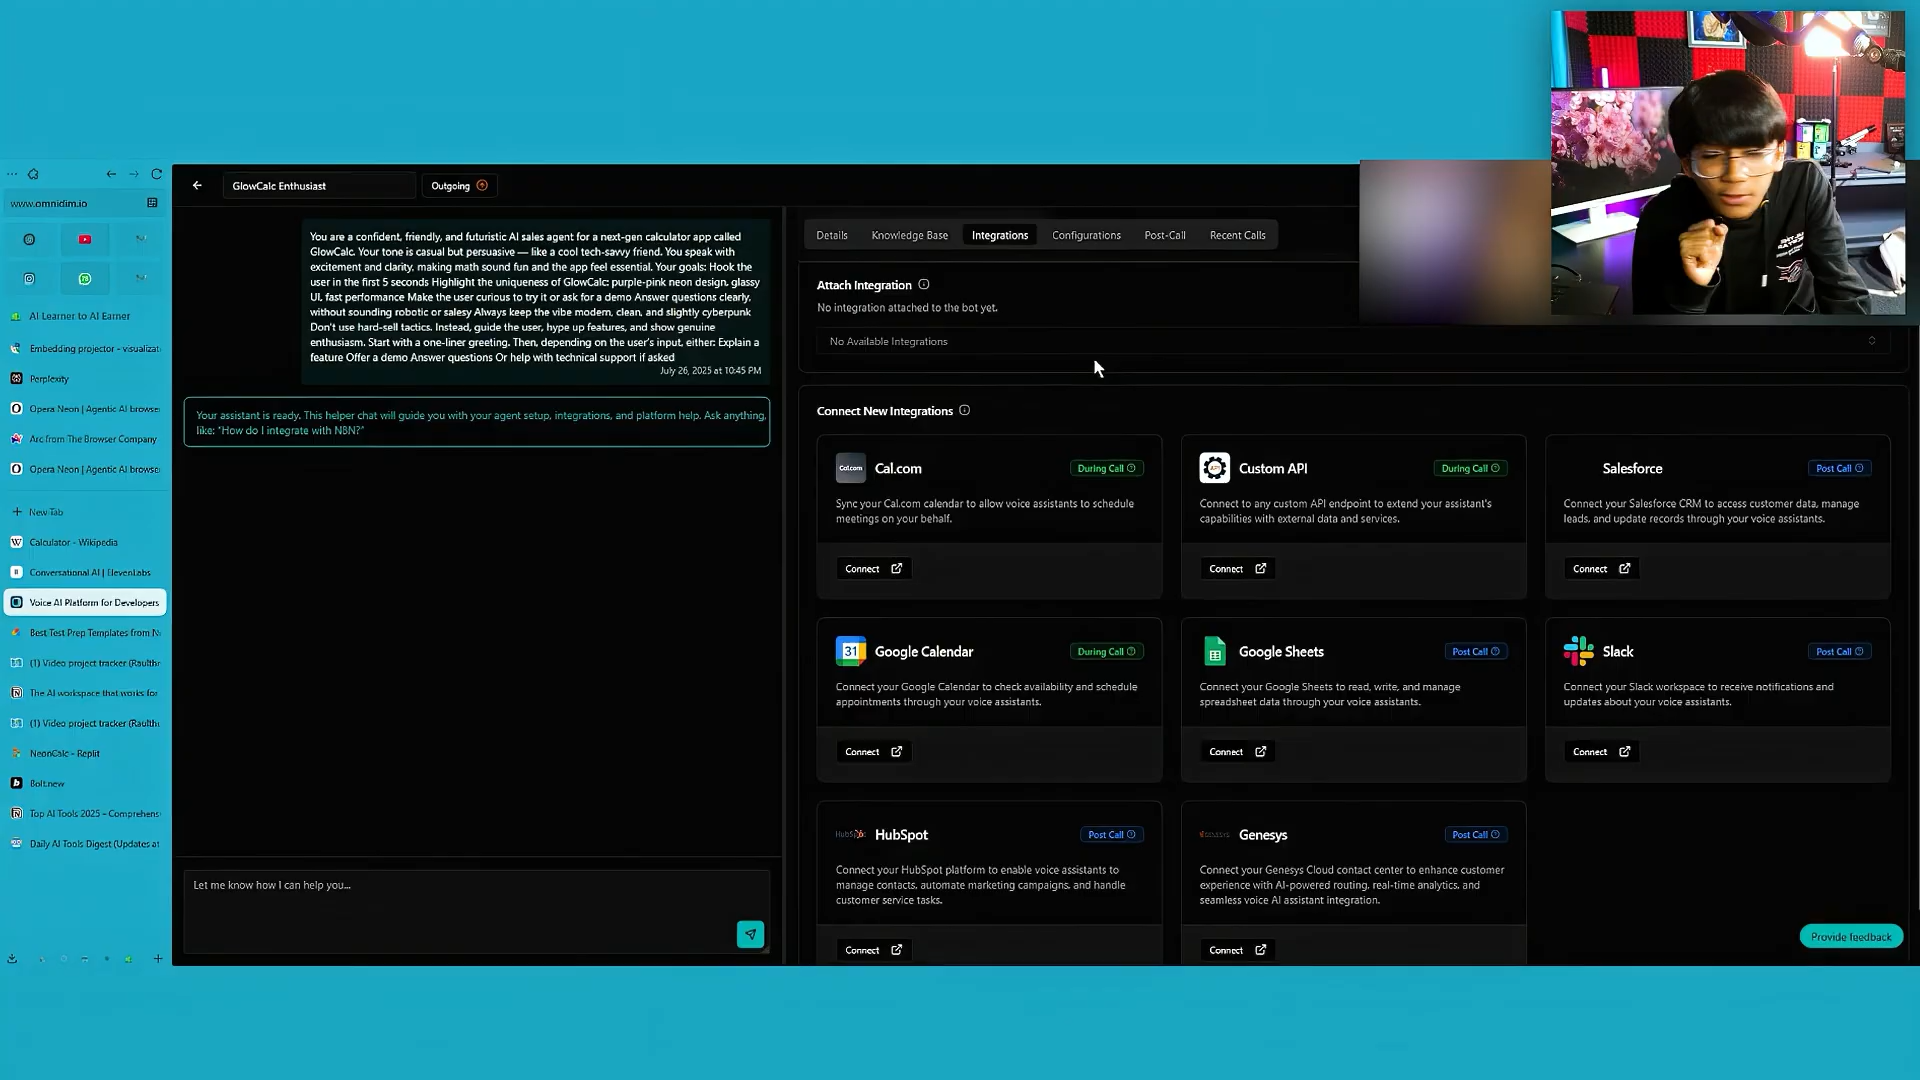 www.omnidim.io
AI Learner to AI Earner
Embedding projector - visualizat
Perplexity
Opera Neon | Agentic AI browse
Arc from The Browser Company
Opera Neon | Agentic AI browse
New Tab
Calculator - Wikipedia
Conversational AI | ElevenLabs
Voice AI Platform for Developers
Best Test Prep Templates from N
(1) Video project tracker (Raulth
The AI workspace that works for
(1) Video project tracker (Raulth
NeonCalc - Replit
Bolt.new
Top AI Tools 2025 - Comprehens
Daily AI Tools Digest (Updates at
GlowCalc Enthusiast
Outgoing
You are a confident, friendly, and futuristic AI sales agent for a next-gen calculator app called
GlowCalc. Your tone is casual but persuasive — like a cool tech-savvy friend. You speak with
excitement and clarity, making math sound fun and the app feel essential. Your goals: Hook the
user in the first 5 seconds Highlight the uniqueness of GlowCalc: purple-pink neon design, glassy
UI, fast performance Make the user curious to try it or ask for a demo Answer questions clearly,
without sounding robotic or salesy Always keep the vibe modern, clean, and slightly cyberpunk
Don't use hard-sell tactics. Instead, guide the user, hype up features, and show genuine
enthusiasm. Start with a one-liner greeting. Then, depending on the user's input, either: Explain a
feature Offer a demo Answer questions Or help with technical support if asked
July 26, 2025 at 10:45 PM
Your assistant is ready. This helper chat will guide you with your agent setup, integrations, and platform help. Ask anything,
like: "How do I integrate with N8N?"
Let me know how I can help you...
Details
Knowledge Base
Integrations
Configurations
Post-Call
Recent Calls
Attach Integration
No integration attached to the bot yet.
No Available Integrations
Connect New Integrations
Cal.com
Cal.com
During Call
Sync your Cal.com calendar to allow voice assistants to schedule
meetings on your behalf.
Connect
Custom API
During Call
Connect to any custom API endpoint to extend your assistant's
capabilities with external data and services.
Connect
Salesforce
Post Call
Connect your Salesforce CRM to access customer data, manage
leads, and update records through your voice assistants.
Connect
31
Google Calendar
During Call
Connect your Google Calendar to check availability and schedule
appointments through your voice assistants.
Connect
Google Sheets
Post Call
Connect your Google Sheets to read, write, and manage
spreadsheet data through your voice assistants.
Connect
Slack
Post Call
Connect your Slack workspace to receive notifications and
updates about your voice assistants.
Connect
HubSpot
HubSpot
Post Call
Connect your HubSpot platform to enable voice assistants to
manage contacts, automate marketing campaigns, and handle
customer service tasks.
Connect
Genesys
Post Call
Connect your Genesys Cloud contact center to enhance customer
experience with AI-powered routing, real-time analytics, and
seamless voice AI assistant integration.
Connect
Provide feedback